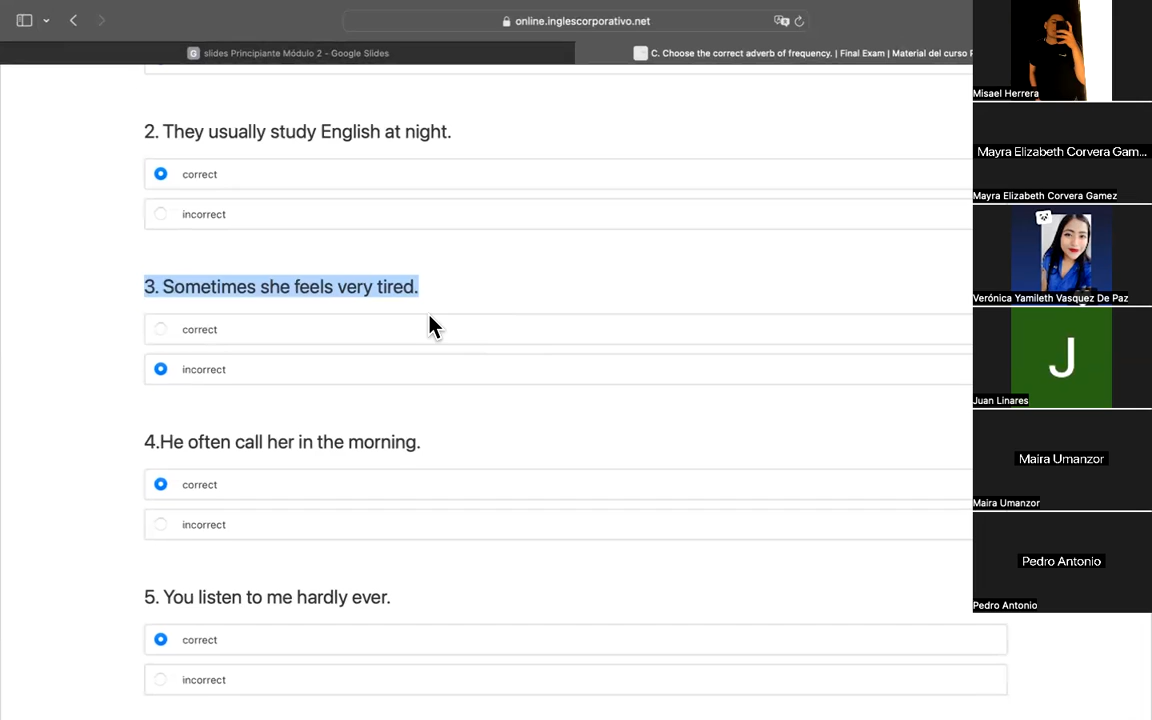 online.inglescorporativo.net
G slides Principiante Módulo 2 - Google Slides
C. Choose the correct adverb of frequency. | Final Exam | Material del curso
2. They usually study English at night.
correct
incorrect
3. Sometimes she feels very tired.
correct
incorrect
4.He often call her in the morning.
correct
incorrect
5. You listen to me hardly ever.
correct
incorrect
Misael Herrera
Mayra Elizabeth Corvera Gam...
Mayra Elizabeth Corvera Gamez
Verónica Yamileth Vasquez De Paz
J
Juan Linares
Maira Umanzor
Maira Umanzor
Pedro Antonio
Pedro Antonio